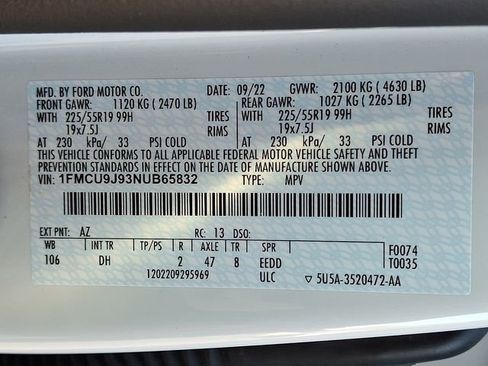 MFD. BY FORD MOTOR CO. 09/22 GVWR: 2100 KG ( 4630 LB)
FRONT GAWR: 1120 KG ( 2470 LB) REAR GAWR: 1027 KG ( 2265 LB)
WITH 225/55R19 99H TIRES WITH 225/55R19 99H TIRES
19x7.5J RIMS 19x7.5J RIMS
AT 230 kPa/ 33 PSI COLD AT 230 kPa/ 33 PSI COLD
THIS VEHICLE CONFORMS TO ALL APPLICABLE FEDERAL MOTOR VEHICLE SAFETY AND THEFT
PREVENTION STANDARDS IN EFFECT ON THE DATE OF MANUFACTURE SHOWN ABOVE.
VIN: 1FMCU9J93NUB65832 TYPE: MPV
EXT PNT: AZ RC: 13 DSO:
WB INT TR TP/PS R AXLE TR SPR F0074
106 DH 2 47 8 EEDD T0035
1202209295969 ULC 5U5A-3520472-AA